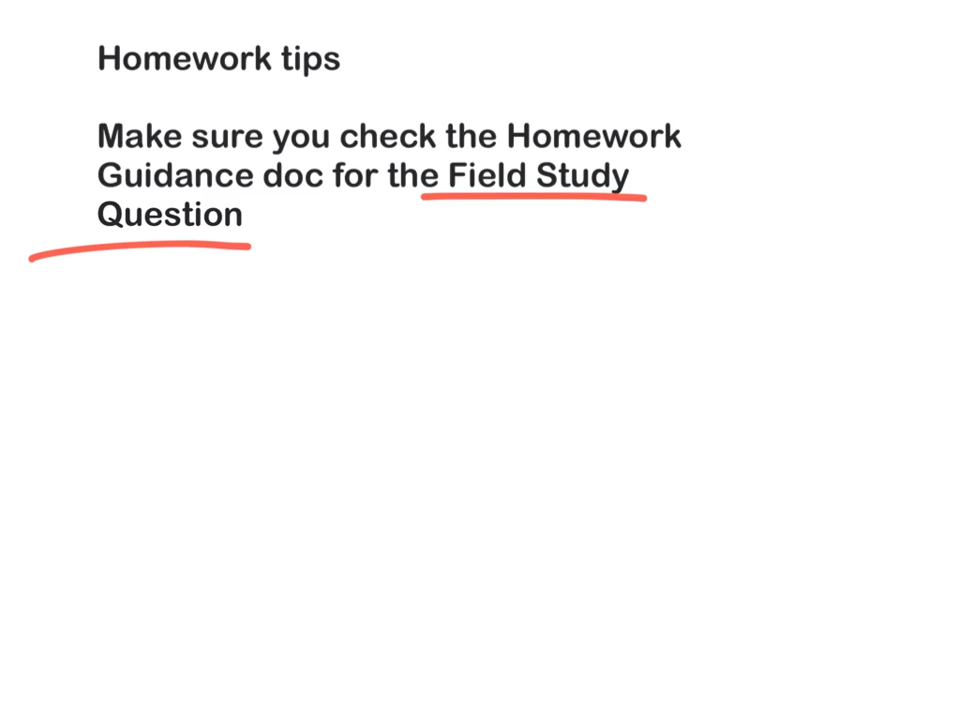 Homework tips
Make sure you check the Homework
Guidance doc for the Field Study
Question